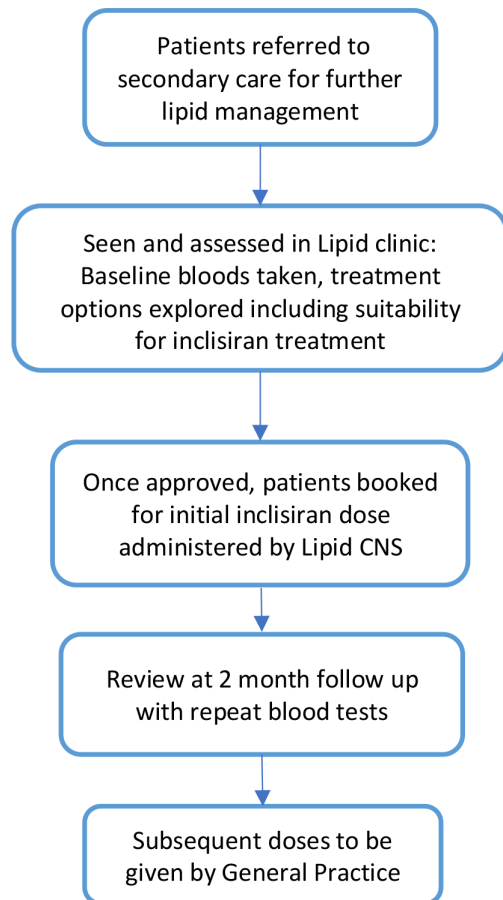 Patients referred to
secondary care for further
lipid management
Seen and assessed in Lipid clinic:
Baseline bloods taken, treatment
options explored including suitability
for inclisiran treatment
Once approved, patients booked
for initial inclisiran dose
administered by Lipid CNS
Review at 2 month follow up
with repeat blood tests
Subsequent doses to be
given by General Practice